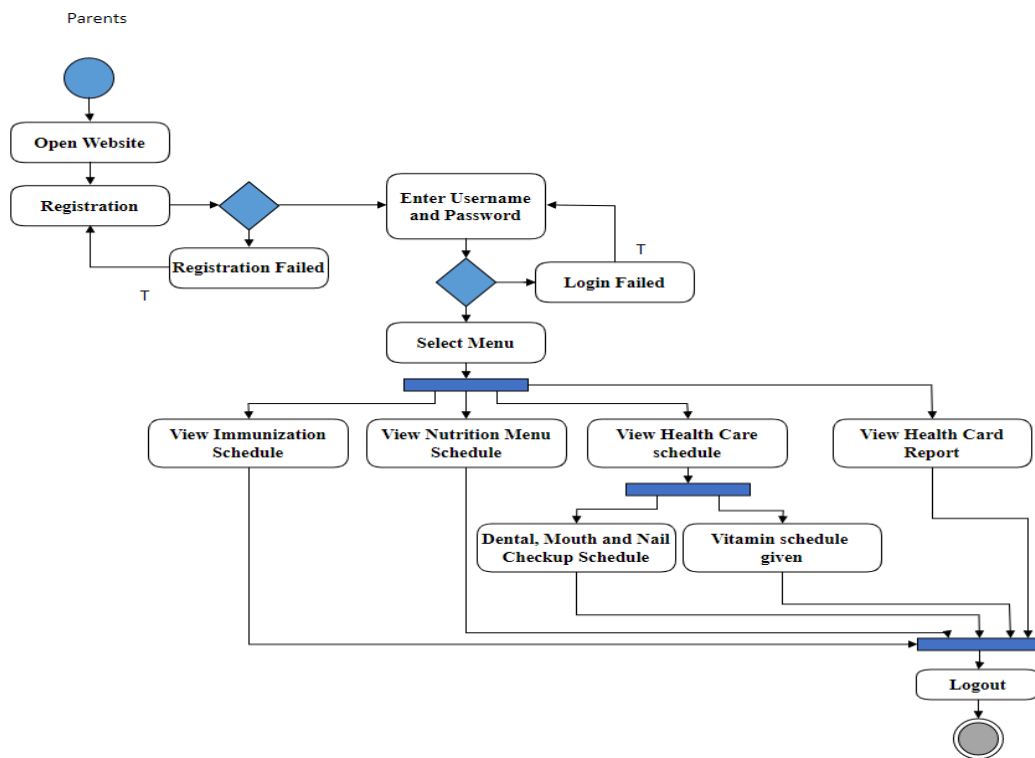 Parents
Open Website
Registration
Enter Username
and Password
Registration Failed
T
T
Login Failed
Select Menu
View Immunization
Schedule
View Nutrition Menu
Schedule
View Health Care
schedule
View Health Card
Report
Dental, Mouth and Nail
Checkup Schedule
Vitamin schedule
given
Logout